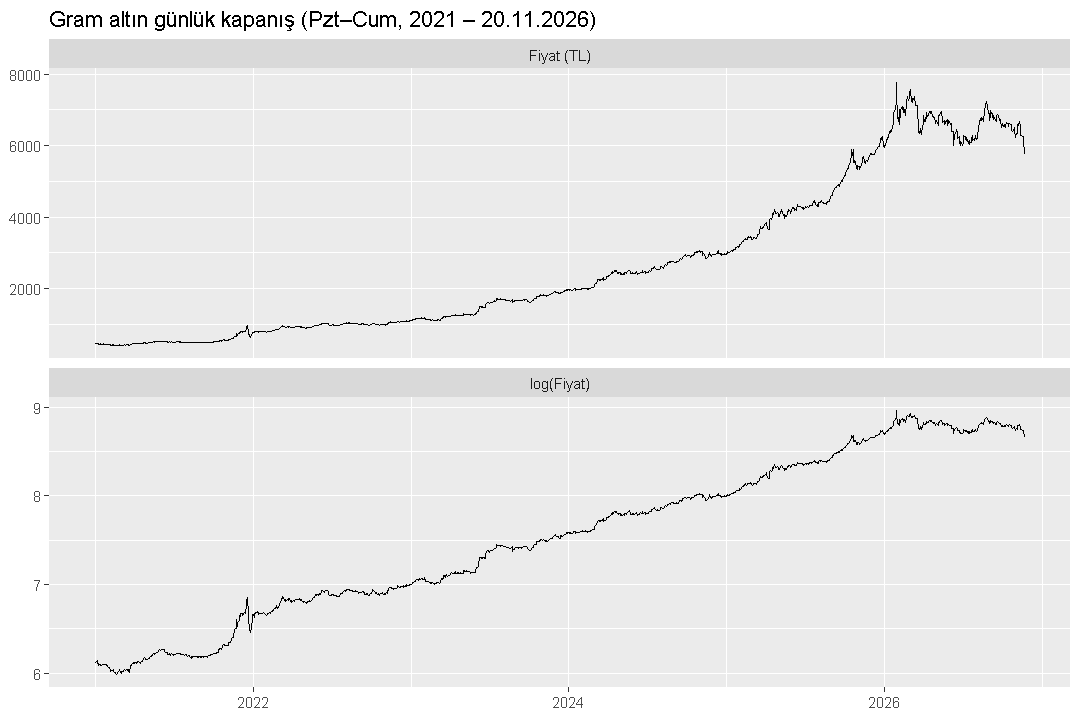 Gram altın günlük kapanış (Pzt–Cum, 2021 – 20.11.2026)
Fiyat (TL)
8000
6000
4000
2000
log(Fiyat)
9
8
7
6
2022 2024 2026